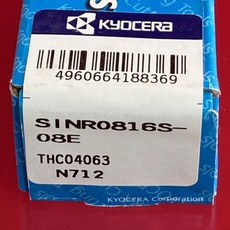 KYOCERA
4960664188369
SINR0816S-
08E
THC04063
N712
KYOCERA Corporation